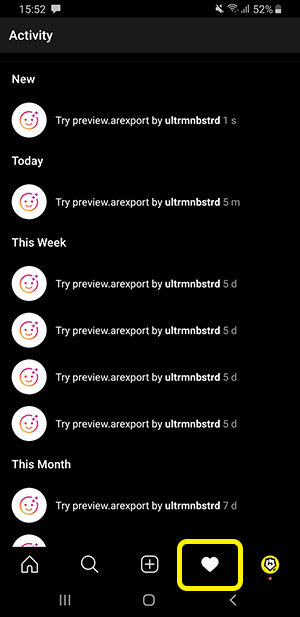 15:52 52%
Activity
New
Try preview.arexport by ultrmnbstrd 1 s
Today
Try preview.arexport by ultrmnbstrd 5 m
This Week
Try preview.arexport by ultrmnbstrd 5 d
Try preview.arexport by ultrmnbstrd 5 d
Try preview.arexport by ultrmnbstrd 5 d
Try preview.arexport by ultrmnbstrd 5 d
This Month
Try preview.arexport by ultrmnbstrd 7 d